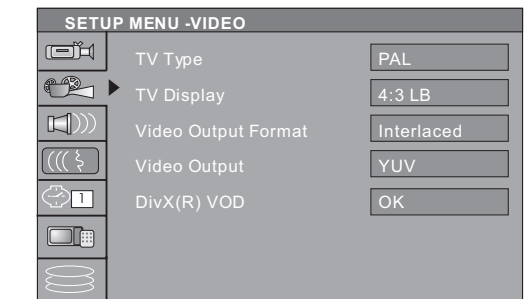 SETUP MENU -VIDEO
TV Type PAL
TV Display 4:3 LB
Video Output Format Interlaced
Video Output YUV
DivX(R) VOD OK
1